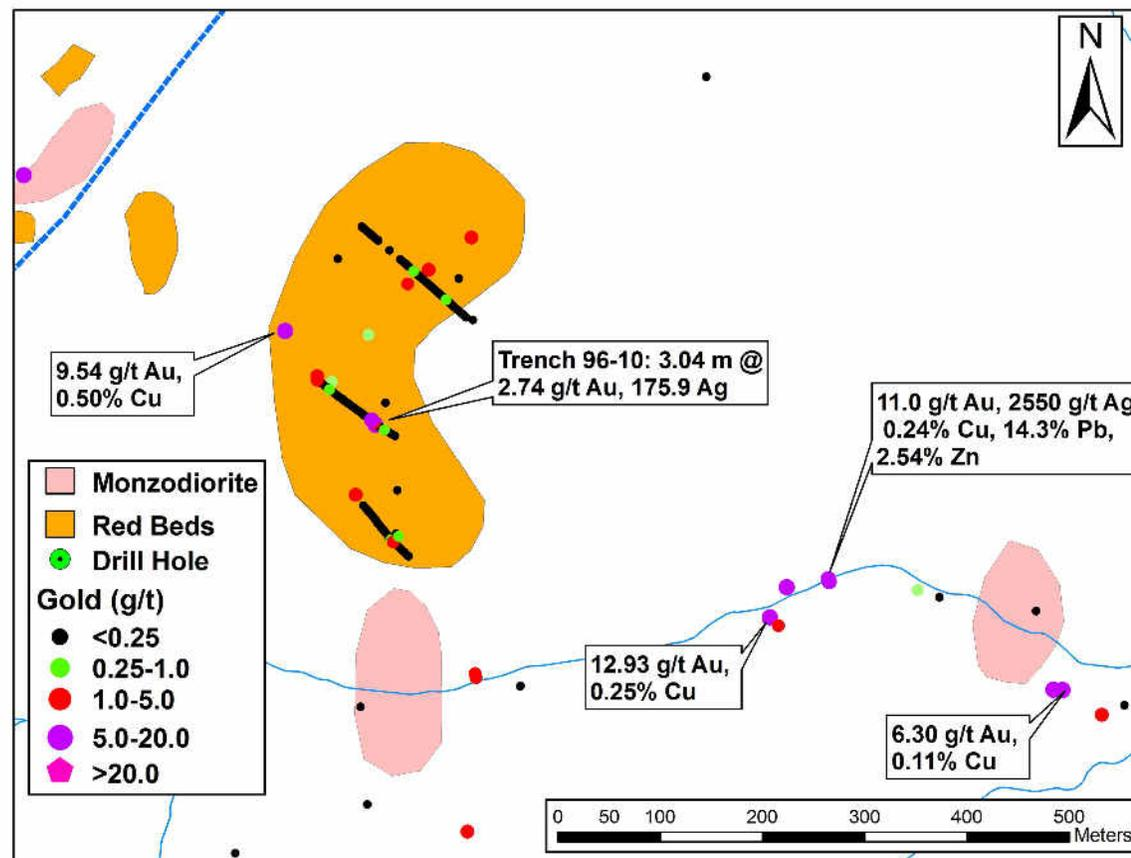 N
9.54 g/t Au,
0.50% Cu
Trench 96-10: 3.04 m @
2.74 g/t Au, 175.9 Ag
11.0 g/t Au, 2550 g/t Ag
0.24% Cu, 14.3% Pb,
2.54% Zn
12.93 g/t Au,
0.25% Cu
6.30 g/t Au,
0.11% Cu
Monzodiorite
Red Beds
Drill Hole
Gold (g/t)
<0.25
0.25-1.0
1.0-5.0
5.0-20.0
>20.0
0 50 100 200 300 400 500
Meters